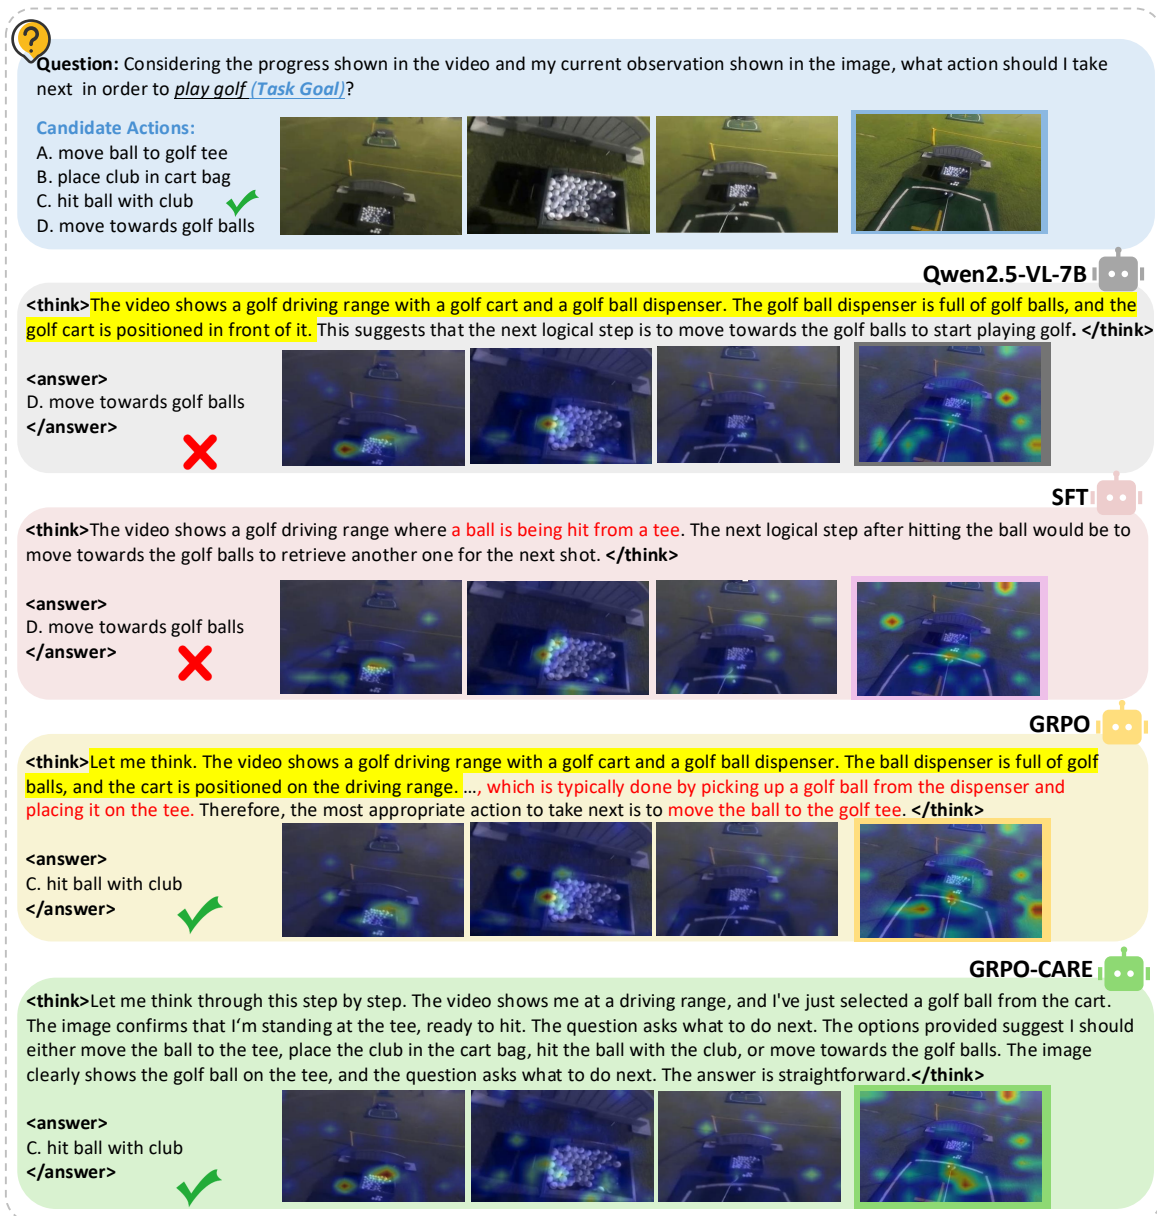 ?
Question: Considering the progress shown in the video and my current observation shown in the image, what action should I take
next in order to play golf (Task Goal)?
Candidate Actions:
A. move ball to golf tee
B. place club in cart bag
C. hit ball with club
D. move towards golf balls
Qwen2.5-VL-7B
<think>The video shows a golf driving range with a golf cart and a golf ball dispenser. The golf ball dispenser is full of golf balls, and the
golf cart is positioned in front of it. This suggests that the next logical step is to move towards the golf balls to start playing golf. </think>
<answer>
D. move towards golf balls
</answer>
SFT
<think>The video shows a golf driving range where a ball is being hit from a tee. The next logical step after hitting the ball would be to
move towards the golf balls to retrieve another one for the next shot. </think>
<answer>
D. move towards golf balls
</answer>
GRPO
<think>Let me think. The video shows a golf driving range with a golf cart and a golf ball dispenser. The ball dispenser is full of golf
balls, and the cart is positioned on the driving range. ..., which is typically done by picking up a golf ball from the dispenser and
placing it on the tee. Therefore, the most appropriate action to take next is to move the ball to the golf tee. </think>
<answer>
C. hit ball with club
</answer>
GRPO-CARE
<think>Let me think through this step by step. The video shows me at a driving range, and I've just selected a golf ball from the cart.
The image confirms that I‘m standing at the tee, ready to hit. The question asks what to do next. The options provided suggest I should
either move the ball to the tee, place the club in the cart bag, hit the ball with the club, or move towards the golf balls. The image
clearly shows the golf ball on the tee, and the question asks what to do next. The answer is straightforward.</think>
<answer>
C. hit ball with club
</answer>